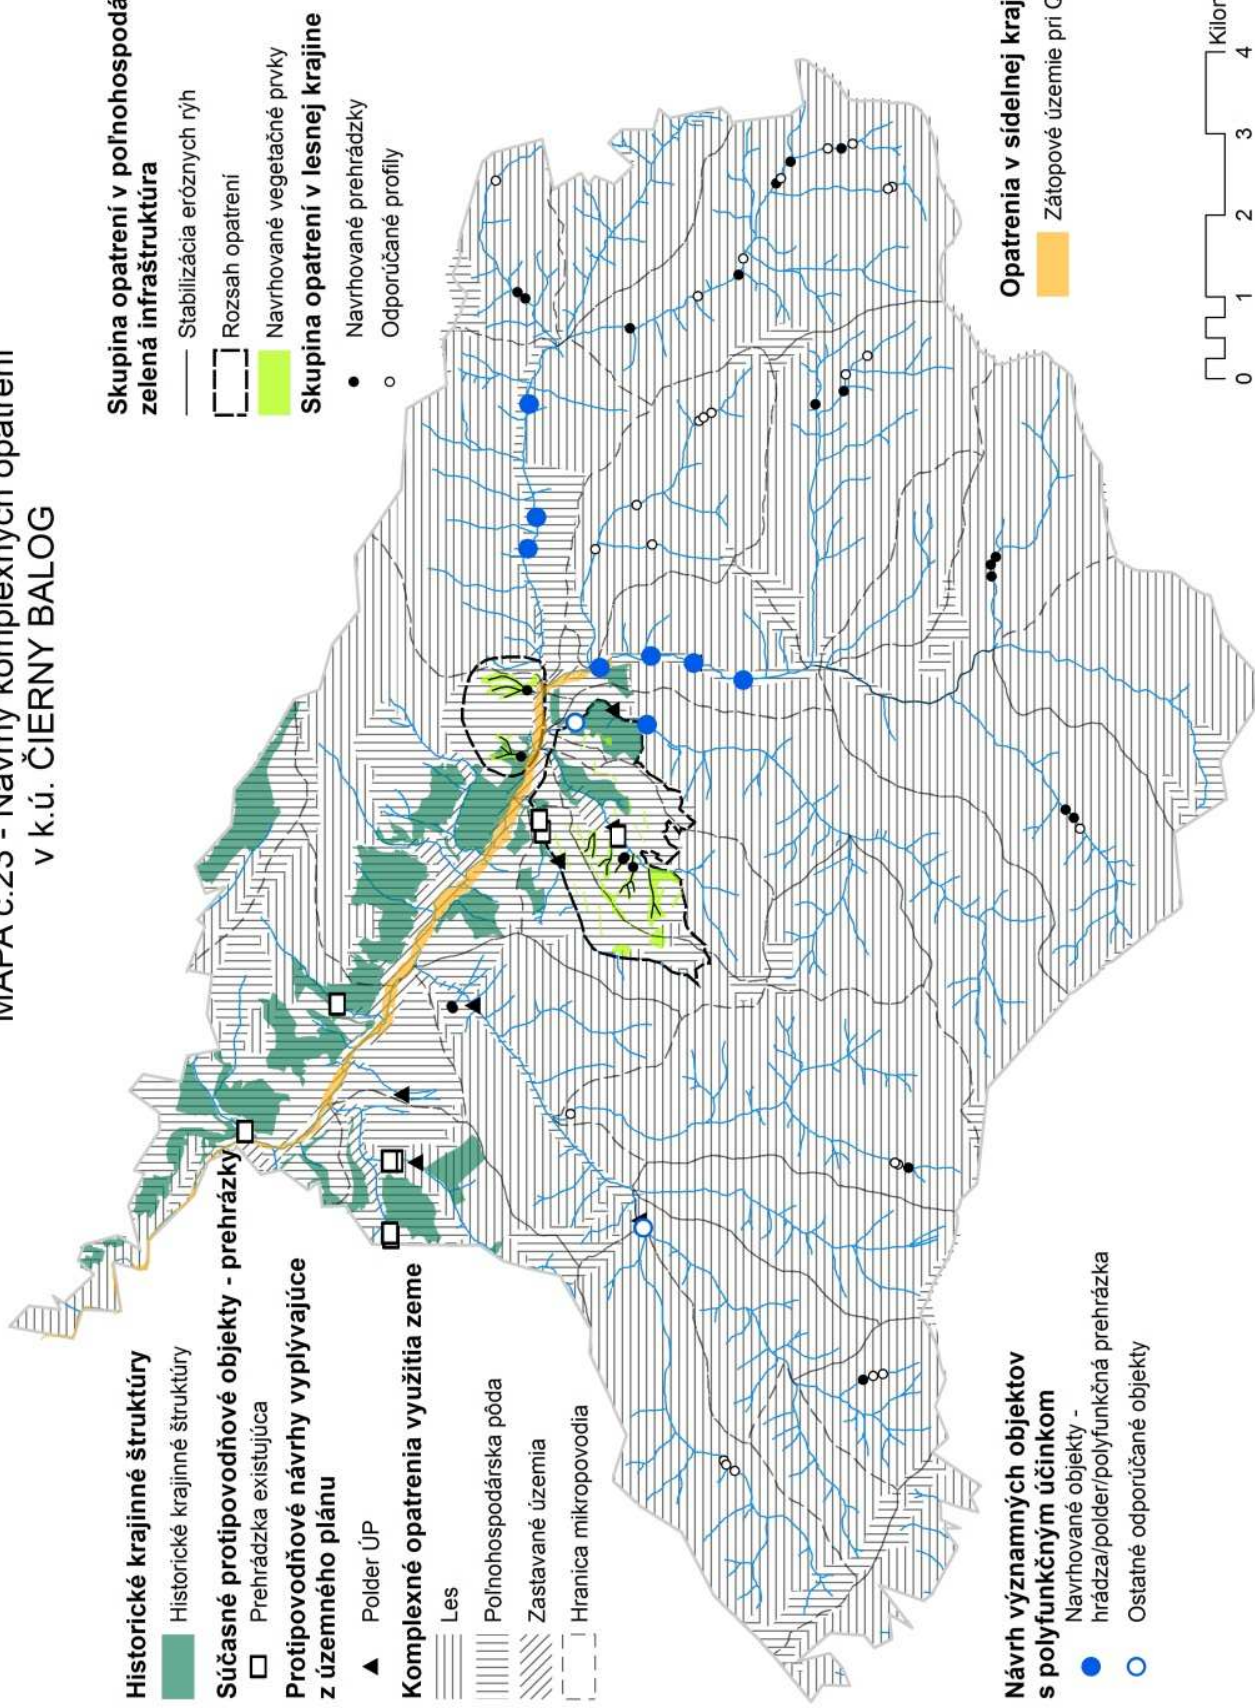 MAPA č.23 - Návrhy komplexných opatrení
v k.ú. ČIERNY BALOG
Historické krajinné štruktúry
Historické krajinné štruktúry
Súčasné protipovodňové objekty - prehrázky
Prehrádzka existujúca
Protipovodňové návrhy vyplývajúce
z územného plánu
Polder ÚP
Komplexné opatrenia využitia zeme
Les
Poľnohospodárska pôda
Zastavané územia
Hranica mikropovodia
Skupina opatrení v
zelená infraštruktúra
Stabilizácia eróznych rýh
Rozsah opatrení
Navrhované vegetačné prvky
Skupina opatrení v lesnej krajine
Navrhované prehrádzky
Odporúčané profily
Návrh významných objektov
s polyfunkčným účinkom
Navrhované objekty -
hrádza/polder/polyfunkčná prehrázka
Ostatné odporúčané objekty
Opatrenia v sídelnej
Zátopové územie pri
0 1 2 3 4